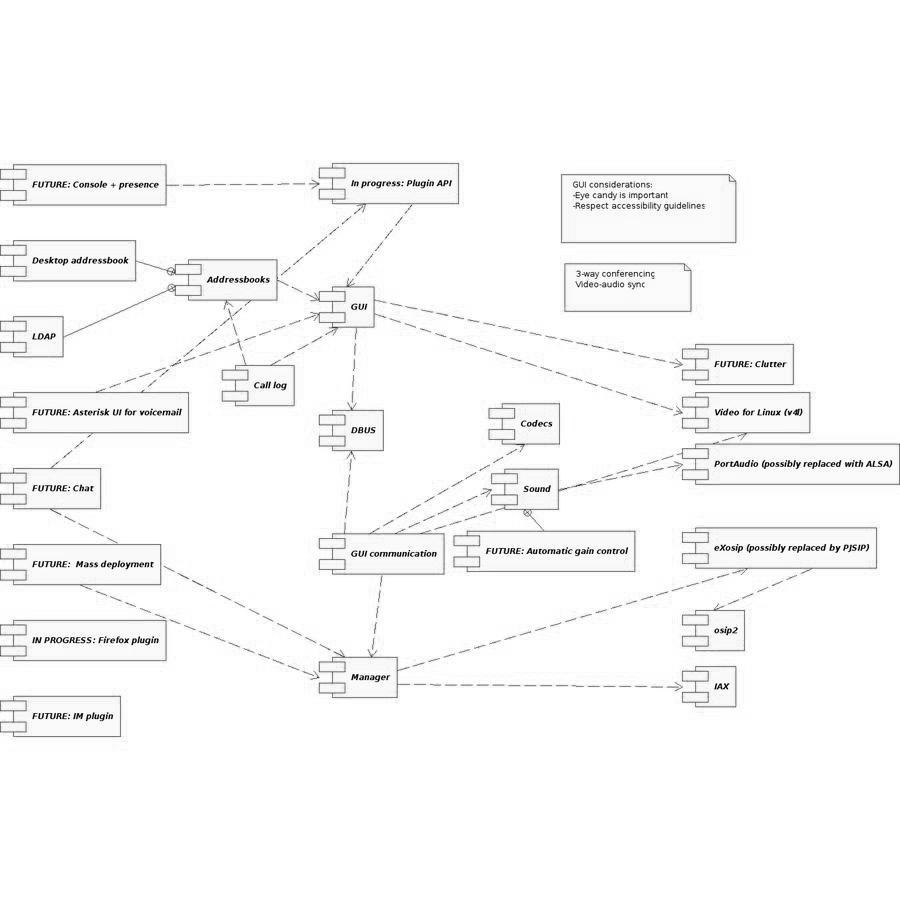 FUTURE: Console + presence
In progress: Plugin API
GUI considerations:
-Eye candy is important
-Respect accessibility guidelines
Desktop addressbook
Addressbooks
3-way conferencing
Video-audio sync
GUI
LDAP
FUTURE: Clutter
Call log
FUTURE: Asterisk UI for voicemail
Video for Linux (v4l)
Codecs
DBUS
PortAudio (possibly replaced with ALSA)
FUTURE: Chat
Sound
eXosip (possibly replaced by PJSIP)
GUI communication
FUTURE: Automatic gain control
FUTURE: Mass deployment
osip2
IN PROGRESS: Firefox plugin
Manager
IAX
FUTURE: IM plugin